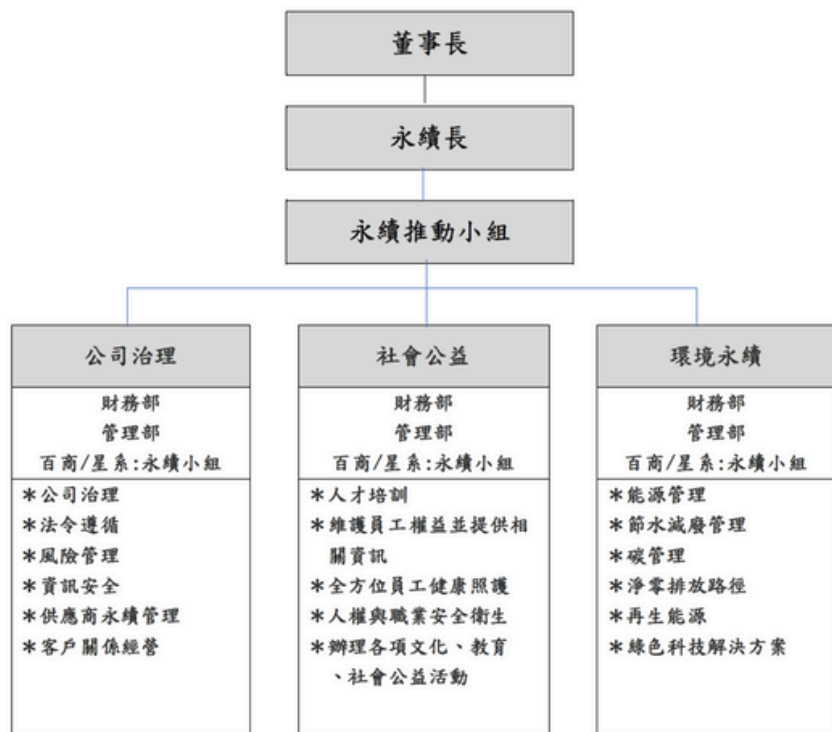 董事長
永續長
永續推動小組
公司治理
財務部
管理部
百商/星系:永續小組
＊公司治理
＊法令遵循
＊風險管理
＊資訊安全
＊供應商永續管理
＊客戶關係經營
社會公益
財務部
管理部
百商/星系:永續小組
＊人才培訓
＊維護員工權益並提供相
關資訊
＊全方位員工健康照護
＊人權與職業安全衛生
＊辦理各項文化、教育
、社會公益活動
環境永續
財務部
管理部
百商/星系:永續小組
＊能源管理
＊節水減廢管理
＊碳管理
＊淨零排放路徑
＊再生能源
＊綠色科技解決方案